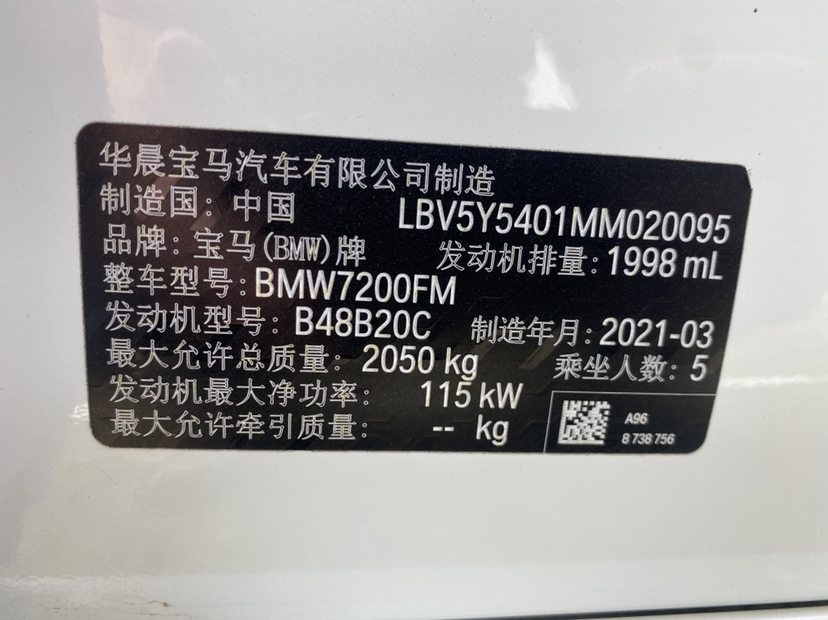 华晨宝马汽车有限公司制造
制造国：中国 LBV5Y5401MM020095
品牌：宝马(BMW)牌 发动机排量：1998 mL
整车型号：BMW7200FM
发动机型号：B48B20C 制造年月：2021-03
最大允许总质量：2050 kg 乘坐人数：5
发动机最大净功率：115 kW
最大允许牵引质量：-- kg
A96
8 738 756